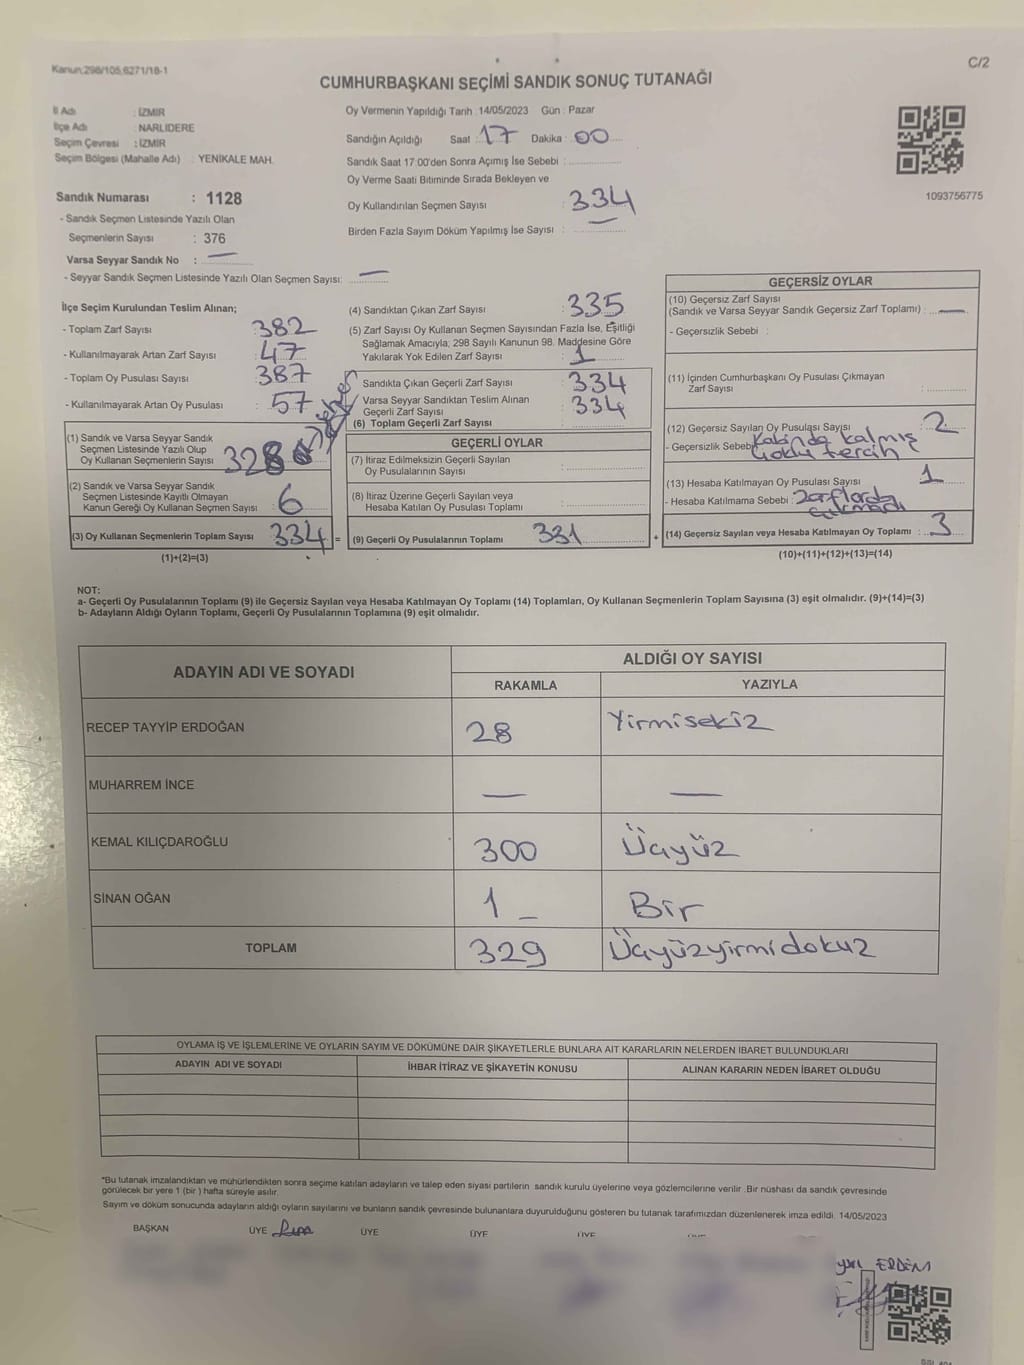 Kanun:298/105,6271/18-1
C/2
CUMHURBAŞKANI SEÇİMİ SANDIK SONUÇ TUTANAĞI
İl Adı : İZMİR
İlçe Adı : NARLIDERE
Seçim Çevresi : İZMİR
Seçim Bölgesi (Mahalle Adı) : YENİKALE MAH.
Sandık Numarası : 1128
- Sandık Seçmen Listesinde Yazılı Olan
Seçmenlerin Sayısı : 376
Varsa Seyyar Sandık No :
- Seyyar Sandık Seçmen Listesinde Yazılı Olan Seçmen Sayısı:
Oy Vermenin Yapıldığı Tarih :14/05/2023 Gün : Pazar
Sandığın Açıldığı Saat : 17 Dakika : 00
Sandık Saat 17:00'den Sonra Açımış İse Sebebi :
Oy Verme Saati Bitiminde Sırada Bekleyen ve
Oy Kullandırılan Seçmen Sayısı : 334
Birden Fazla Sayım Döküm Yapılmış İse Sayısı :
1093756775
İlçe Seçim Kurulundan Teslim Alınan;
- Toplam Zarf Sayısı : 382
- Kullanılmayarak Artan Zarf Sayısı : 47
- Toplam Oy Pusulası Sayısı : 387
- Kullanılmayarak Artan Oy Pusulası : 57
(1) Sandık ve Varsa Seyyar Sandık
Seçmen Listesinde Yazılı Olup
Oy Kullanan Seçmenlerin Sayısı : 328
(2) Sandık ve Varsa Seyyar Sandık
Seçmen Listesinde Kayıtlı Olmayan
Kanun Gereği Oy Kullanan Seçmen Sayısı : 6
(3) Oy Kullanan Seçmenlerin Toplam Sayısı : 334 =
(1)+(2)=(3)
(4) Sandıktan Çıkan Zarf Sayısı : 335
(5) Zarf Sayısı Oy Kullanan Seçmen Sayısından Fazla İse, Eşitliği
Sağlamak Amacıyla, 298 Sayılı Kanunun 98. Maddesine Göre
Yakılarak Yok Edilen Zarf Sayısı : 1
Sandıkta Çıkan Geçerli Zarf Sayısı : 334
Varsa Seyyar Sandıktan Teslim Alınan
Geçerli Zarf Sayısı : 334
(6) Toplam Geçerli Zarf Sayısı :
GEÇERLİ OYLAR
(7) İtiraz Edilmeksizin Geçerli Sayılan
Oy Pusulalarının Sayısı :
(8) İtiraz Üzerine Geçerli Sayılan veya
Hesaba Katılan Oy Pusulası Toplamı :
(9) Geçerli Oy Pusulalarının Toplamı : 331 +
GEÇERSİZ OYLAR
(10) Geçersiz Zarf Sayısı
(Sandık ve Varsa Seyyar Sandık Geçersiz Zarf Toplamı) :
- Geçersizlik Sebebi :
(11) İçinden Cumhurbaşkanı Oy Pusulası Çıkmayan
Zarf Sayısı :
(12) Geçersiz Sayılan Oy Pusulası Sayısı : 2
- Geçersizlik Sebebi: Kabinde kalmış
çoklu tercih
(13) Hesaba Katılmayan Oy Pusulası Sayısı : 1
- Hesaba Katılmama Sebebi : Zarflarda
çıkmadı
(14) Geçersiz Sayılan veya Hesaba Katılmayan Oy Toplamı : 3
(10)+(11)+(12)+(13)=(14)
NOT:
a- Geçerli Oy Pusulalarının Toplamı (9) ile Geçersiz Sayılan veya Hesaba Katılmayan Oy Toplamı (14) Toplamları, Oy Kullanan Seçmenlerin Toplam Sayısına (3) eşit olmalıdır. (9)+(14)=(3)
b- Adayların Aldığı Oyların Toplamı, Geçerli Oy Pusulalarının Toplamına (9) eşit olmalıdır.
ADAYIN ADI VE SOYADI ALDIĞI OY SAYISI
RAKAMLA YAZIYLA
RECEP TAYYİP ERDOĞAN 28 Yirmisekiz
MUHARREM İNCE — —
KEMAL KILIÇDAROĞLU 300 Üçyüz
SİNAN OĞAN 1 Bir
TOPLAM 329 Üçyüzyirmidokuz
OYLAMA İŞ VE İŞLEMLERİNE VE OYLARIN SAYIM VE DÖKÜMÜNE DAİR ŞİKAYETLERLE BUNLARA AİT KARARLARIN NELERDEN İBARET BULUNDUKLARI
ADAYIN ADI VE SOYADI İHBAR İTİRAZ VE ŞİKAYETİN KONUSU ALINAN KARARIN NEDEN İBARET OLDUĞU
*Bu tutanak imzalandıktan ve mühürlendikten sonra seçime katılan adayların ve talep eden siyasi partilerin sandık kurulu üyelerine veya gözlemcilerine verilir .Bir nüshası da sandık çevresinde
görülecek bir yere 1 (bir ) hafta süreyle asılır.
Sayım ve döküm sonucunda adayların aldığı oyların sayılarını ve bunların sandık çevresinde bulunanlara duyurulduğunu gösteren bu tutanak tarafımızdan düzenlenerek imza edildi. 14/05/2023
BAŞKAN ÜYE ÜYE ÜYE ÜYE
ERDEM